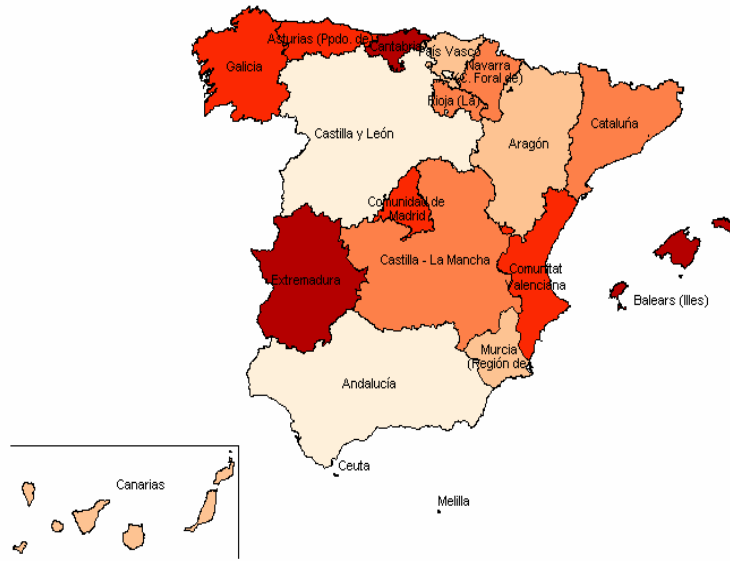 Asturias (Ppdo. de)
Cantabria
País Vasco
Galicia
Navarra
(C. Foral de)
Rioja (La)
Castilla y León
Aragón
Cataluña
Comunidad de
Madrid
Castilla - La Mancha
Comunitat
Valenciana
Extremadura
Balears (Illes)
Murcia
(Región de
Andalucía
Ceuta
Canarias
Melilla